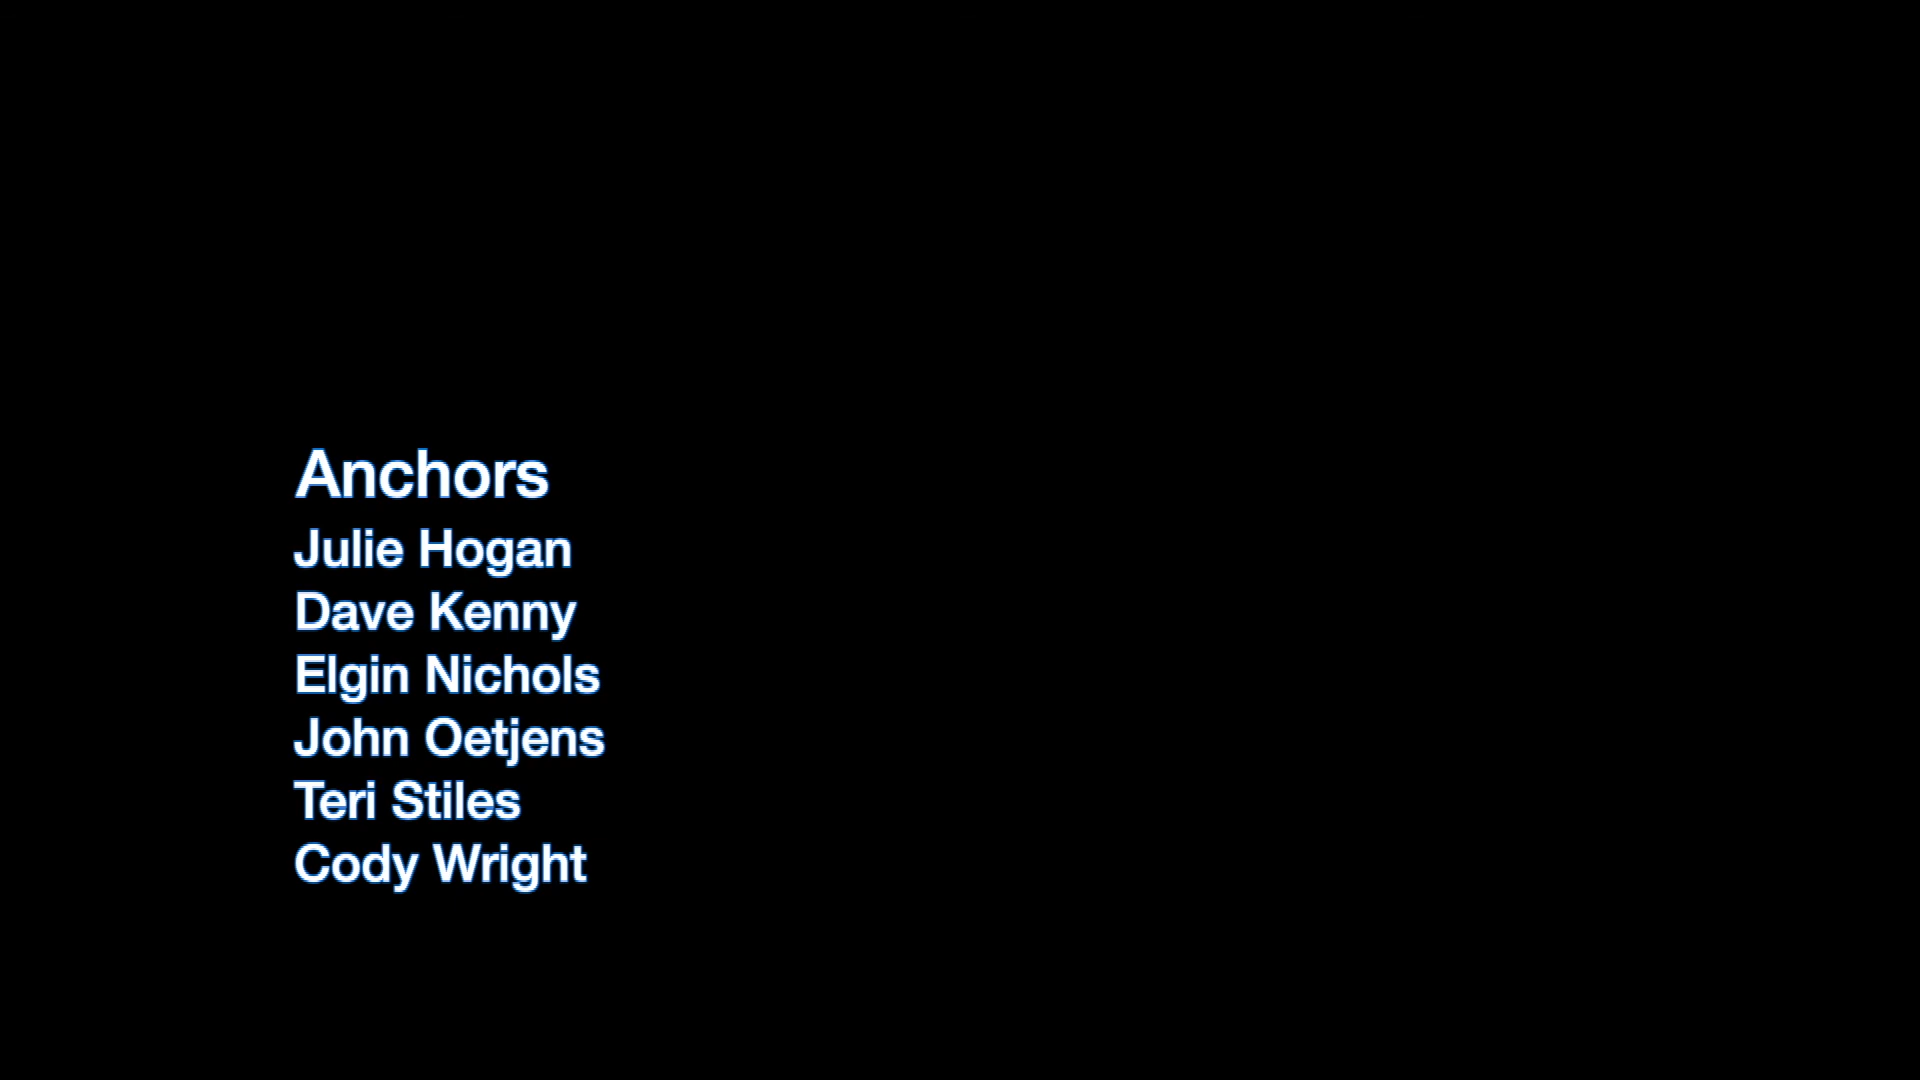 Anchors
Julie Hogan
Dave Kenny
Elgin Nichols
John Oetjens
Teri Stiles
Cody Wright